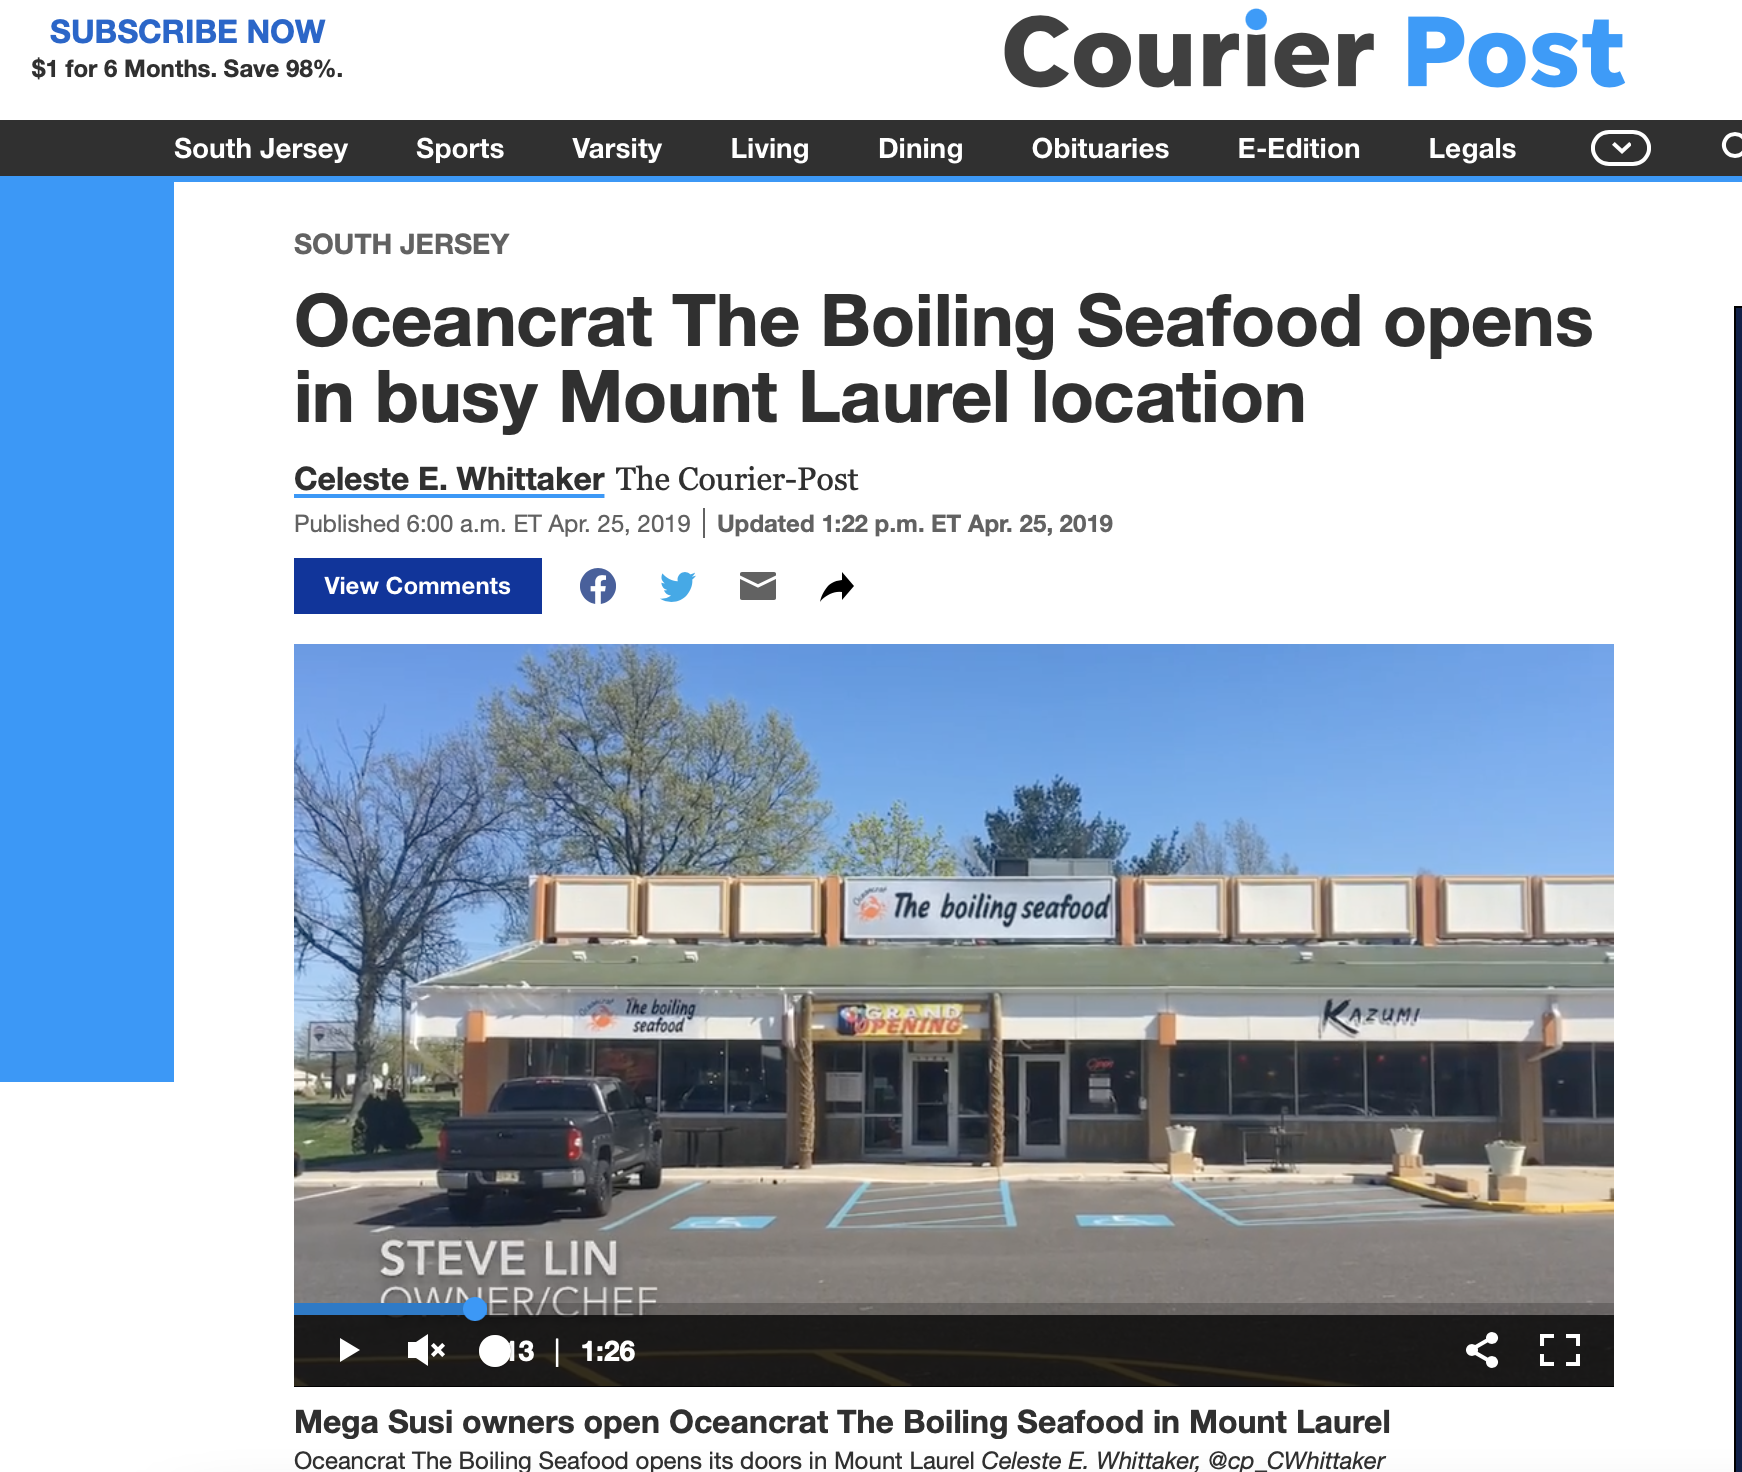 SUBSCRIBE NOW
$1 for 6 Months. Save 98%.
Courier Post
South Jersey Sports Varsity Living Dining Obituaries E-Edition Legals
SOUTH JERSEY
Oceancrat The Boiling Seafood opens
in busy Mount Laurel location
Celeste E. Whittaker The Courier-Post
Published 6:00 a.m. ET Apr. 25, 2019 | Updated 1:22 p.m. ET Apr. 25, 2019
View Comments
Oceancrat The boiling seafood
Oceancrat The boiling
seafood
GRAND
OPENING
KAZUMI
Open
STEVE LIN
OWNER/CHEF
13 | 1:26
Mega Susi owners open Oceancrat The Boiling Seafood in Mount Laurel
Oceancrat The Boiling Seafood opens its doors in Mount Laurel Celeste E. Whittaker, @cp_CWhittaker